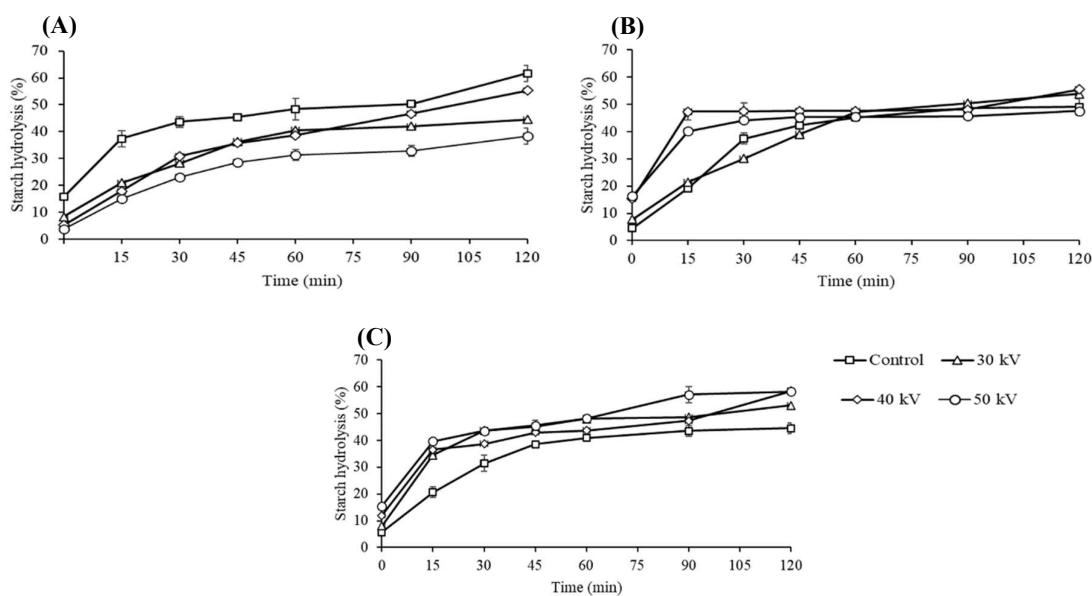 (A)
70
60
50
40
30
20
10
0
Starch hydrolysis (%)
15 30 45 60 75 90 105 120
Time (min)
(B)
70
60
50
40
30
20
10
0
Starch hydrolysis (%)
0 15 30 45 60 75 90 105 120
Time (min)
(C)
70
60
50
40
30
20
10
0
Starch hydrolysis (%)
0 15 30 45 60 75 90 105 120
Time (min)
Control 30 kV
40 kV 50 kV